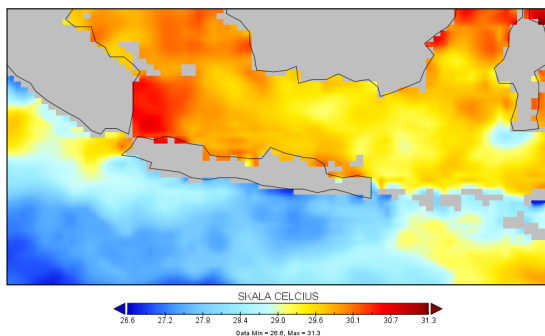 SKALA CELCIUS
26.6 27.2 27.8 28.4 29.0 29.6 30.1 30.7 31.3
Data Min = 26.6, Max = 31.3